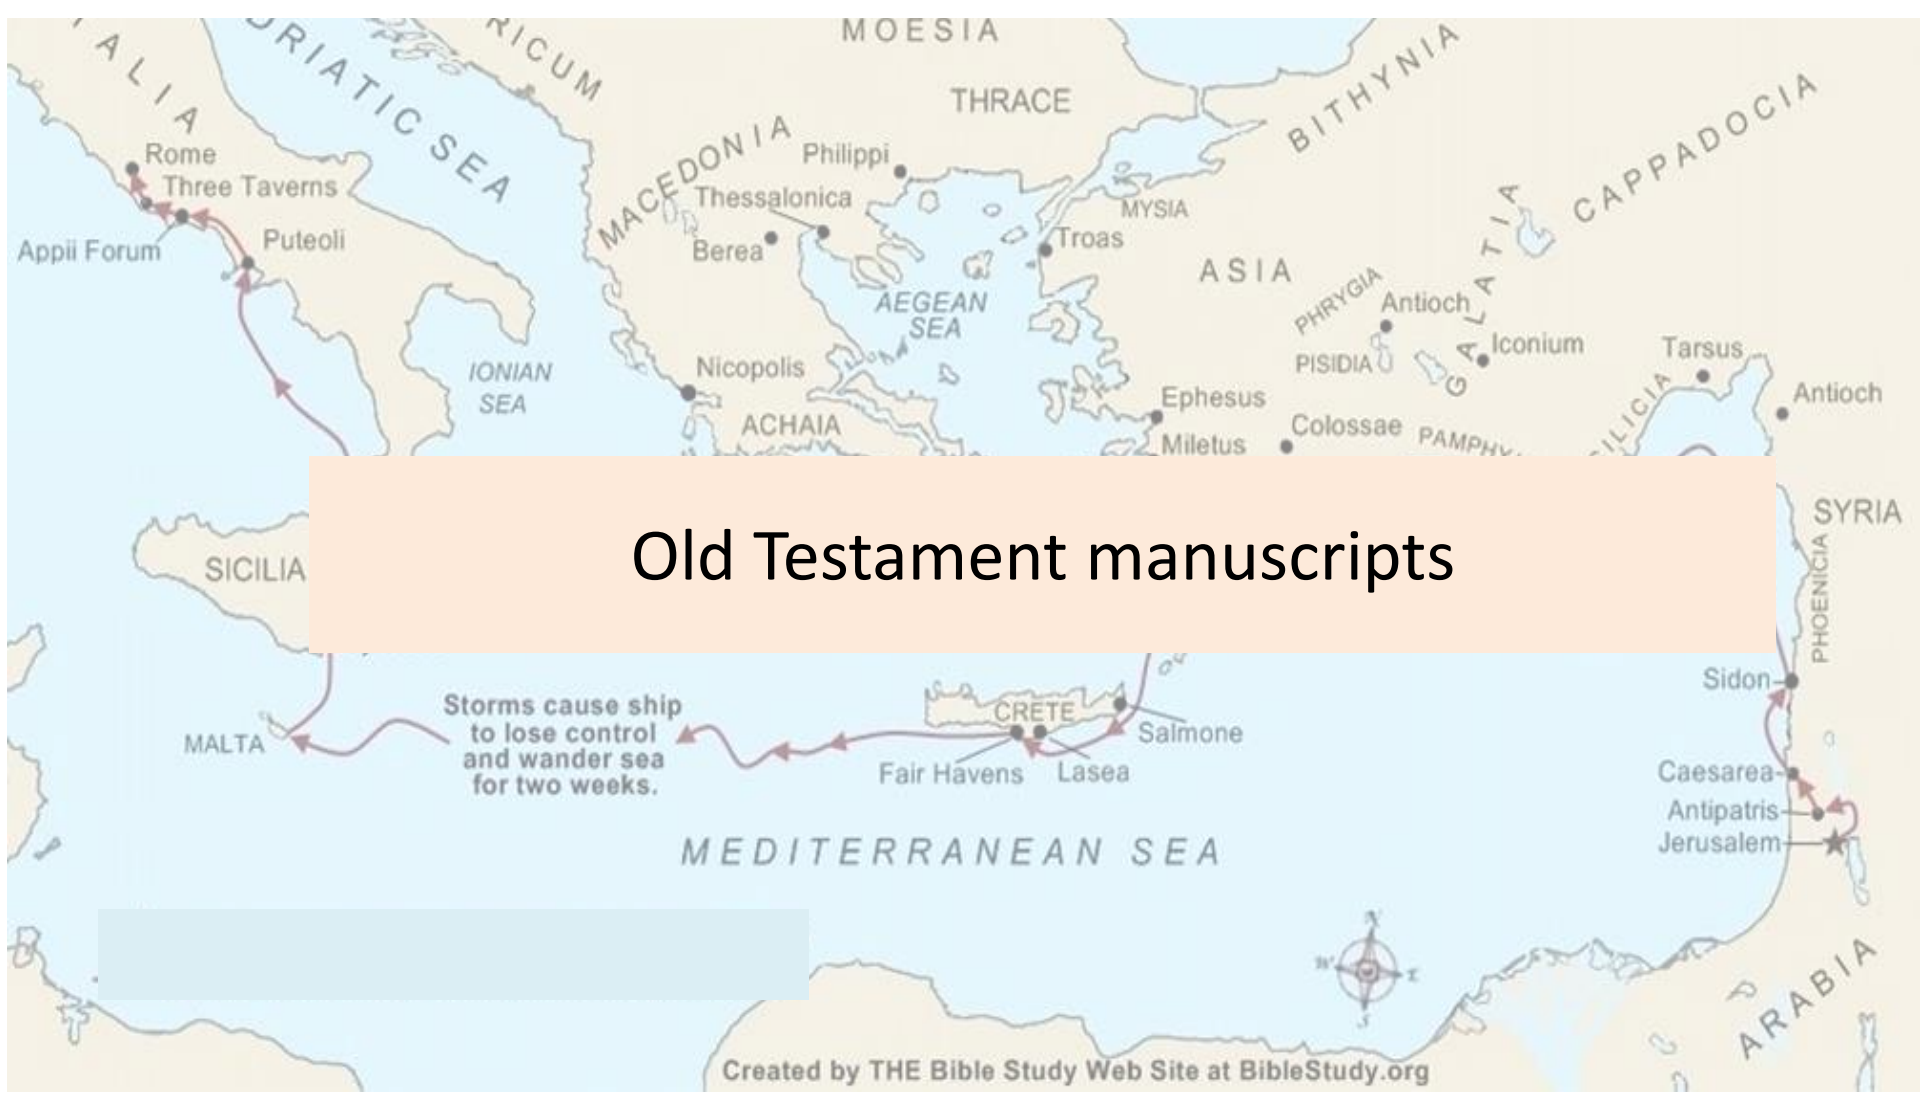 TALIA
DRIATIC SEA
RICUM
MOESIA
THRACE
BITHYNIA
CAPPADOCIA
MACEDONIA
Philippi
Rome
Three Taverns
Thessalonica
MYSIA
Appii Forum
Puteoli
Berea
Troas
ASIA
GALATIA
PHRYGIA
Antioch
AEGEAN
SEA
IONIAN
SEA
Nicopolis
PISIDIA
Iconium
Tarsus
Antioch
Ephesus
ACHAIA
Colossae
PAMPHY
ILICIA
Miletus
SYRIA
PHOENICIA
SICILIA
Old Testament manuscripts
Sidon
Storms cause ship
to lose control
and wander sea
for two weeks.
MALTA
CRETE
Salmone
Fair Havens
Lasea
Caesarea
Antipatris
Jerusalem
MEDITERRANEAN SEA
N
W
E
S
ARABIA
Created by THE Bible Study Web Site at BibleStudy.org